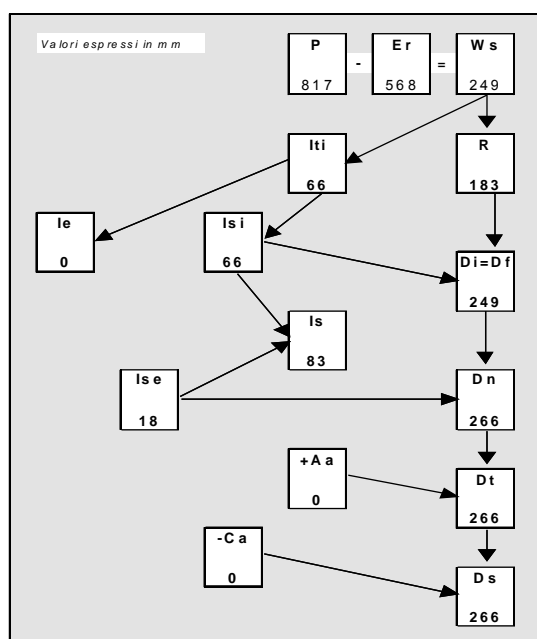 Valori espressi in mm
P - Er = Ws
817 568 249
Iti R
66 183
Ie Isi
0 66
Di=Df
249
Is
83
Ise Dn
18 266
+Aa Dt
0 266
-Ca Ds
0 266